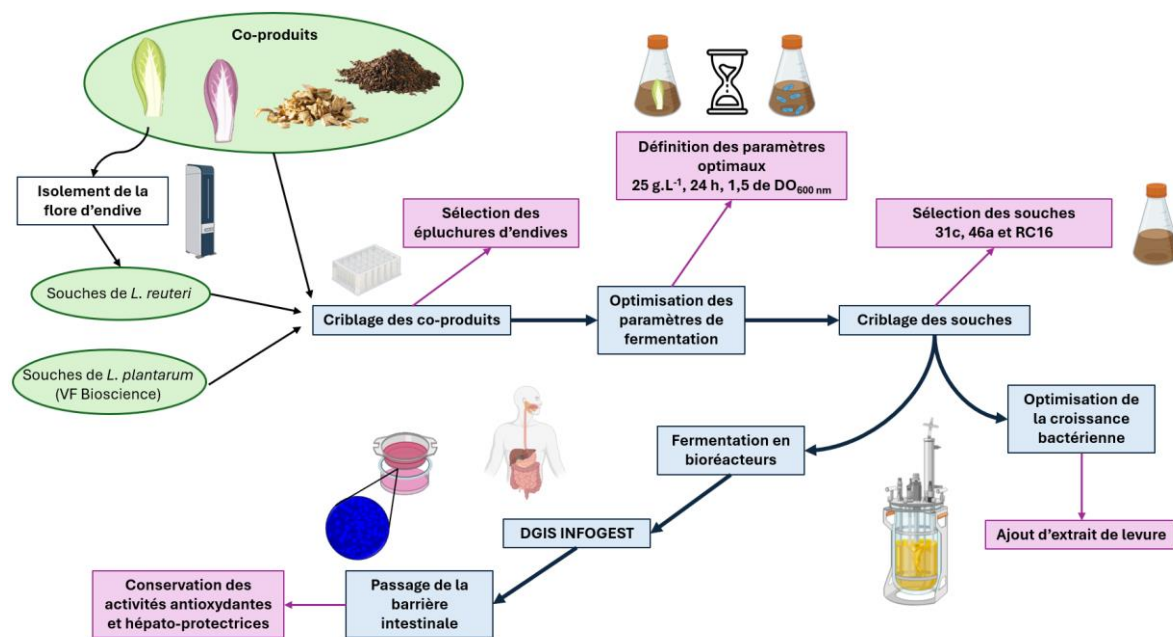 Co-produits
Isolement de la
flore d'endive
Souches de L. reuteri
Souches de L. plantarum
(VF Bioscience)
Sélection des
épluchures d'endives
Criblage des co-produits
Définition des paramètres
optimaux
25 g.L⁻¹, 24 h, 1,5 de DO₆₀₀ ₙₘ
Optimisation des
paramètres de
fermentation
Sélection des souches
31c, 46a et RC16
Criblage des souches
Optimisation de
la croissance
bactérienne
Ajout d'extrait de levure
Fermentation en
bioréacteurs
DGIS INFOGEST
Passage de la
barrière
intestinale
Conservation des
activités antioxydantes
et hépato-protectrices